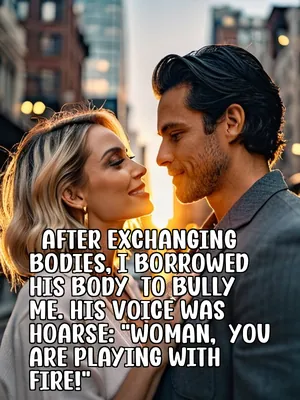 AFTER EXCHANGING
BODIES, I BORROWED
HIS BODY TO BULLY
ME. HIS VOICE WAS
HOARSE: "WOMAN, YOU
ARE PLAYING WITH
FIRE!"